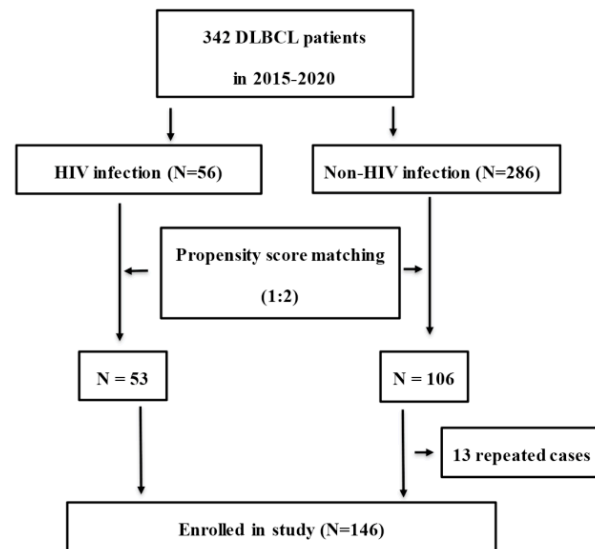 342 DLBCL patients
in 2015-2020
HIV infection (N=56)
Non-HIV infection (N=286)
Propensity score matching
(1:2)
N = 53
N = 106
13 repeated cases
Enrolled in study (N=146)